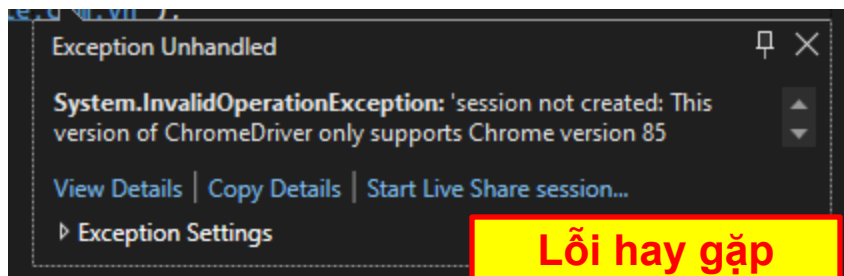 Exception Unhandled
System.InvalidOperationException: 'session not created: This
version of ChromeDriver only supports Chrome version 85
View Details | Copy Details | Start Live Share session...
Exception Settings
Lỗi hay gặp